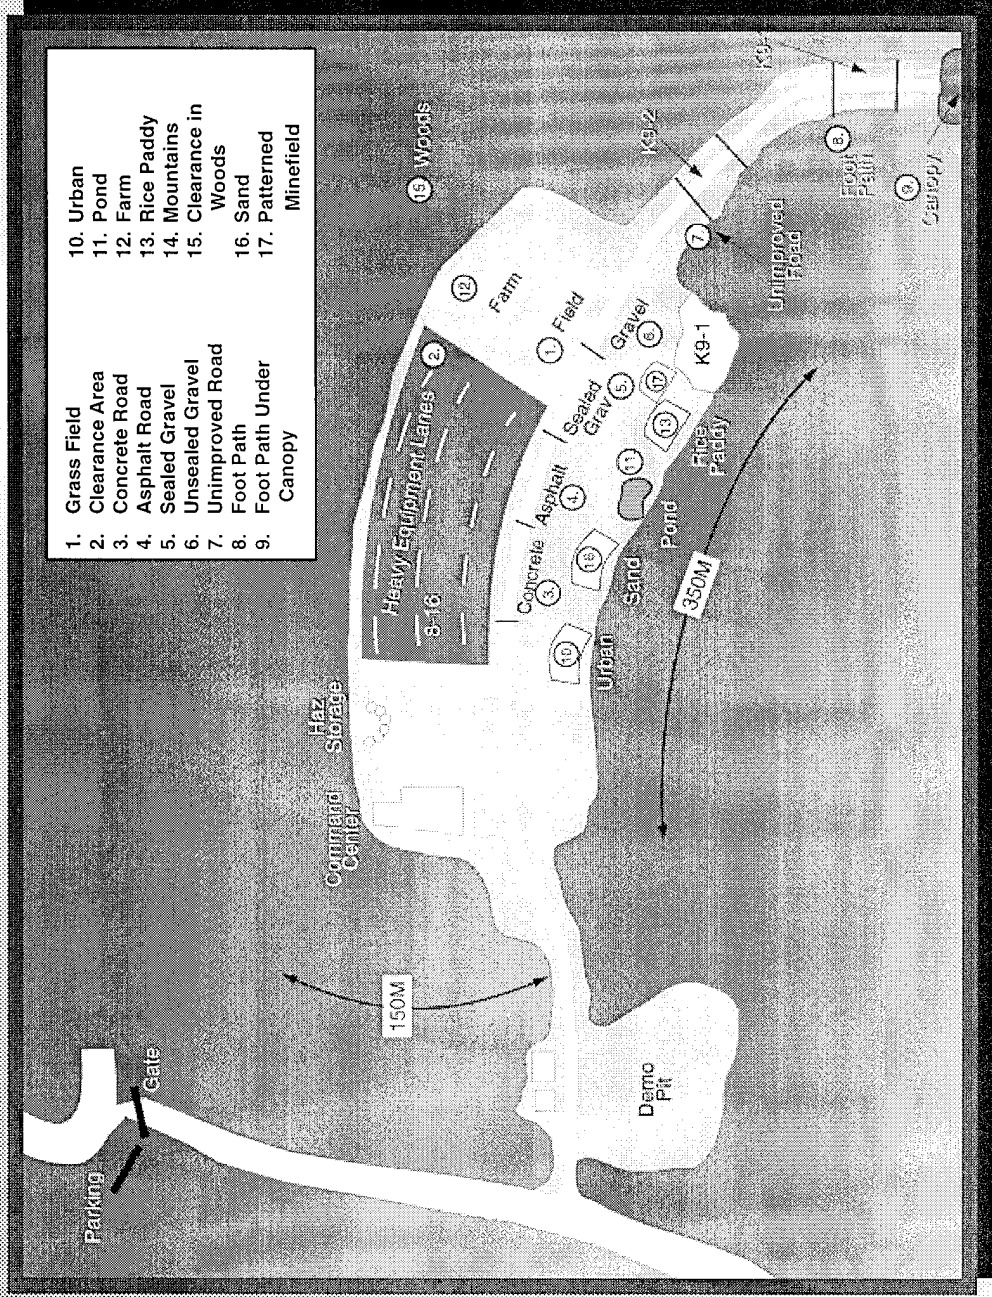 1. Grass Field
2. Clearance Area
3. Concrete Road
4. Asphalt Road
5. Sealed Gravel
6. Unsealed Gravel
7. Unimproved Road
8. Foot Path
9. Foot Path Under
Canopy
10. Urban
11. Pond
12. Farm
13. Rice Paddy
14. Mountains
15. Clearance in
Woods
16. Sand
17. Patterned
Minefield
Parking
Gate
150M
Command
Center
Haz
Storage
Heavy Equipment Lanes
8-16
2.
12
Farm
15 Woods
1. Field
Concrete
3.
Asphalt
4.
Sealed
Grav 5.
Gravel
6.
17
13
11
16
10
Urban
Sand
Pond
Rice
Paddy
K9-1
350M
Demo
Pit
7.
Unimproved
Road
K9-2
8.
Foot
Path
9.
Canopy